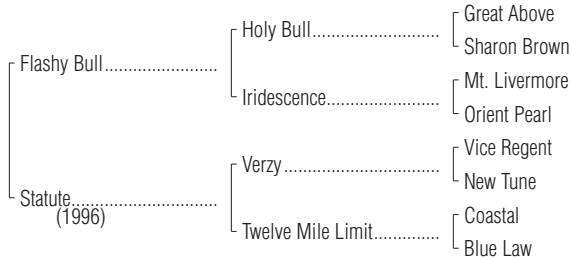 Great Above
Holy Bull
Sharon Brown
Flashy Bull
Mt. Livermore
Iridescence
Orient Pearl
Vice Regent
Verzy
New Tune
Statute
(1996)
Coastal
Twelve Mile Limit
Blue Law